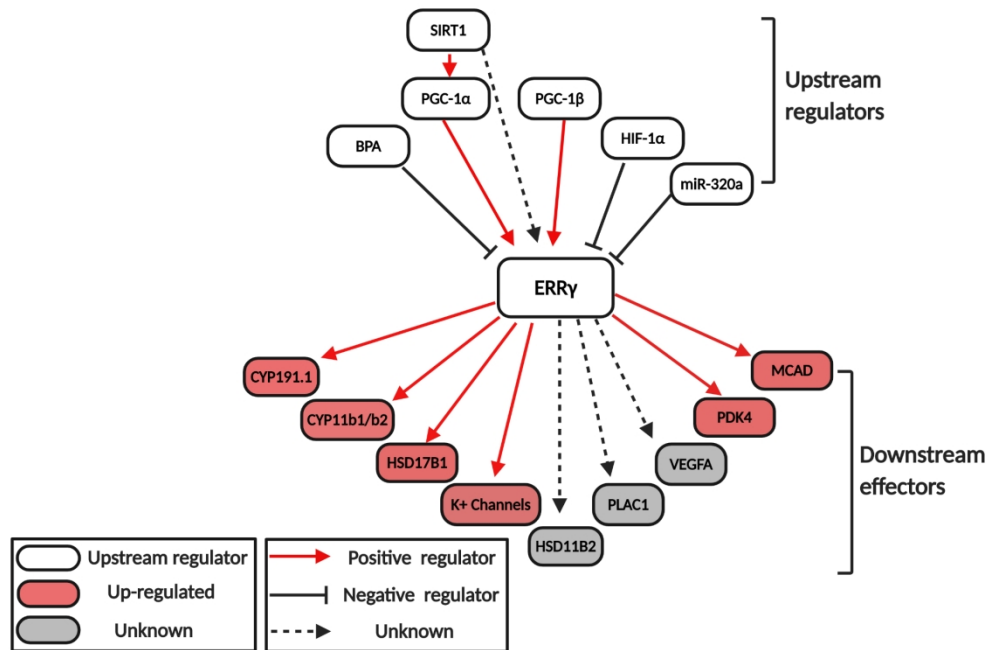 SIRT1
PGC-1α
PGC-1β
BPA
HIF-1α
miR-320a
Upstream
regulators
ERRγ
CYP191.1
CYP11b1/b2
HSD17B1
K+ Channels
HSD11B2
PLAC1
VEGFA
PDK4
MCAD
Downstream
effectors
Upstream regulator
Up-regulated
Unknown
Positive regulator
Negative regulator
Unknown